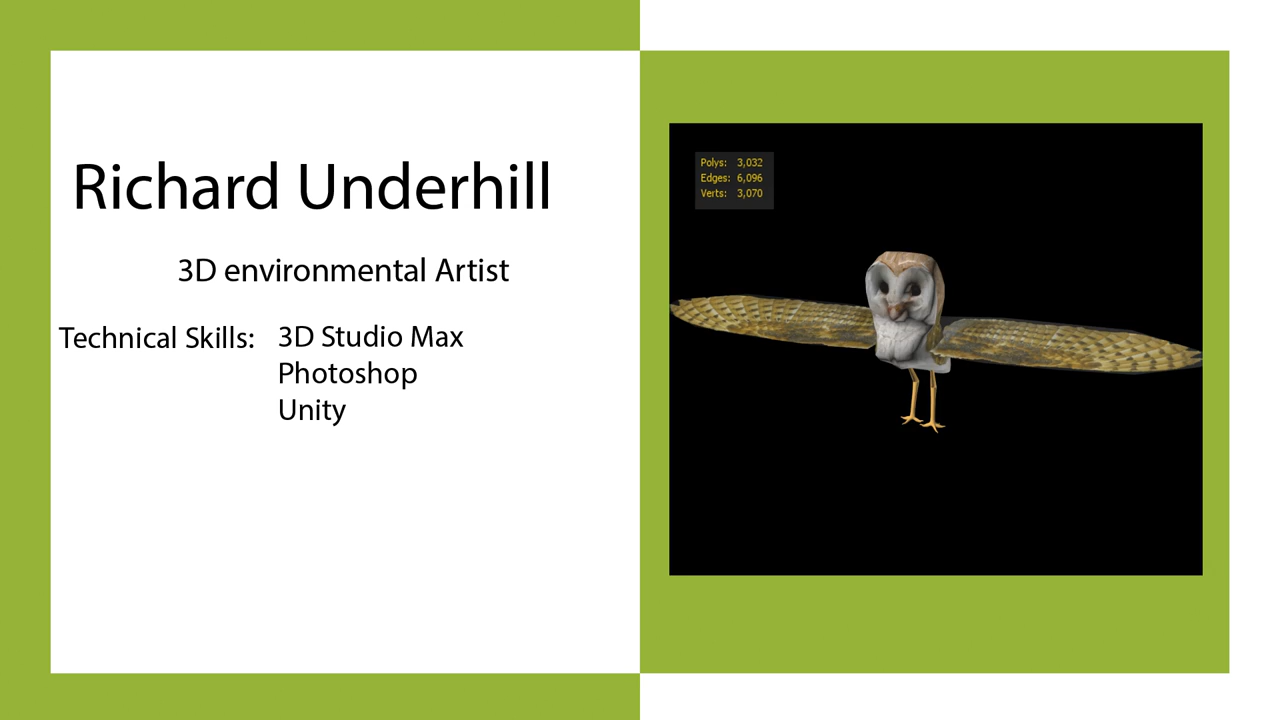 Richard Underhill
3D environmental Artist
Technical Skills: 3D Studio Max
Photoshop
Unity
Polys: 3,032
Edges: 6,096
Verts: 3,070